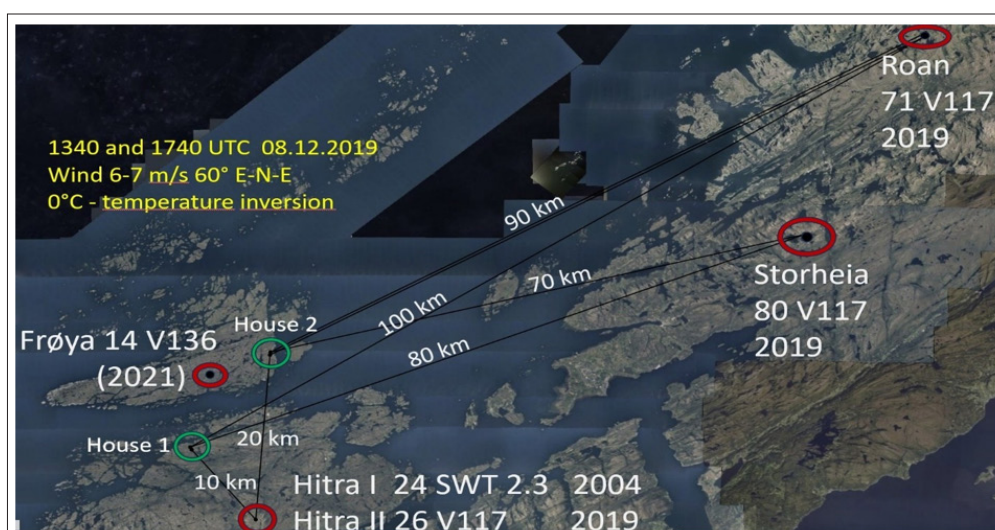 1340 and 1740 UTC 08.12.2019
Wind 6-7 m/s 60° E-N-E
0°C - temperature inversion
Roan
71 V117
2019
90 km
Storheia
80 V117
2019
70 km
100 km
80 km
House 2
Frøya 14 V136
(2021)
House 1
20 km
10 km
Hitra I 24 SWT 2.3 2004
Hitra II 26 V117 2019